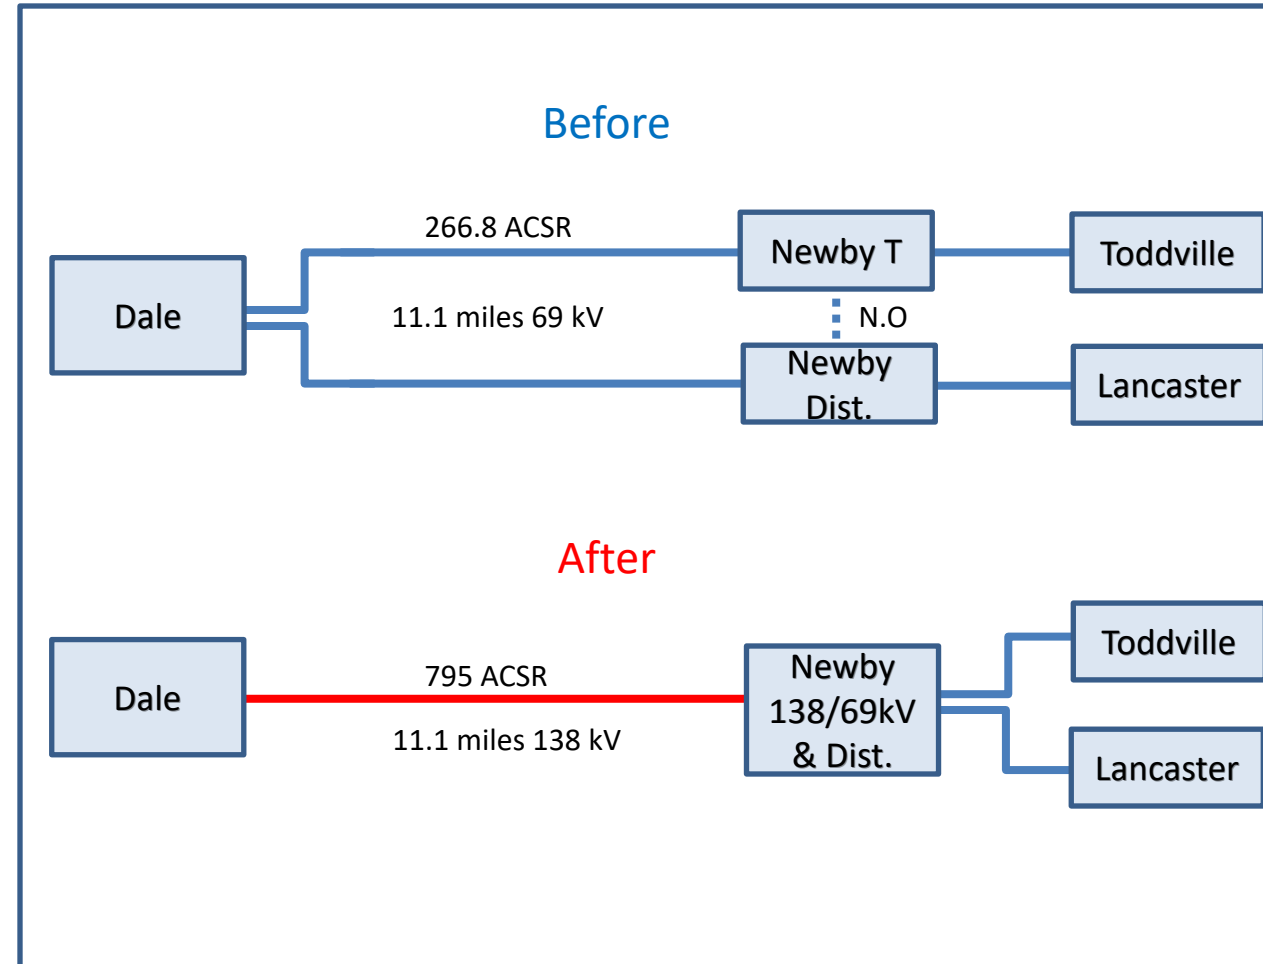 Before
266.8 ACSR
Newby T
Toddville
Dale
11.1 miles 69 kV
N.O
Newby
Dist.
Lancaster
After
795 ACSR
Dale
11.1 miles 138 kV
Newby
138/69kV
& Dist.
Toddville
Lancaster